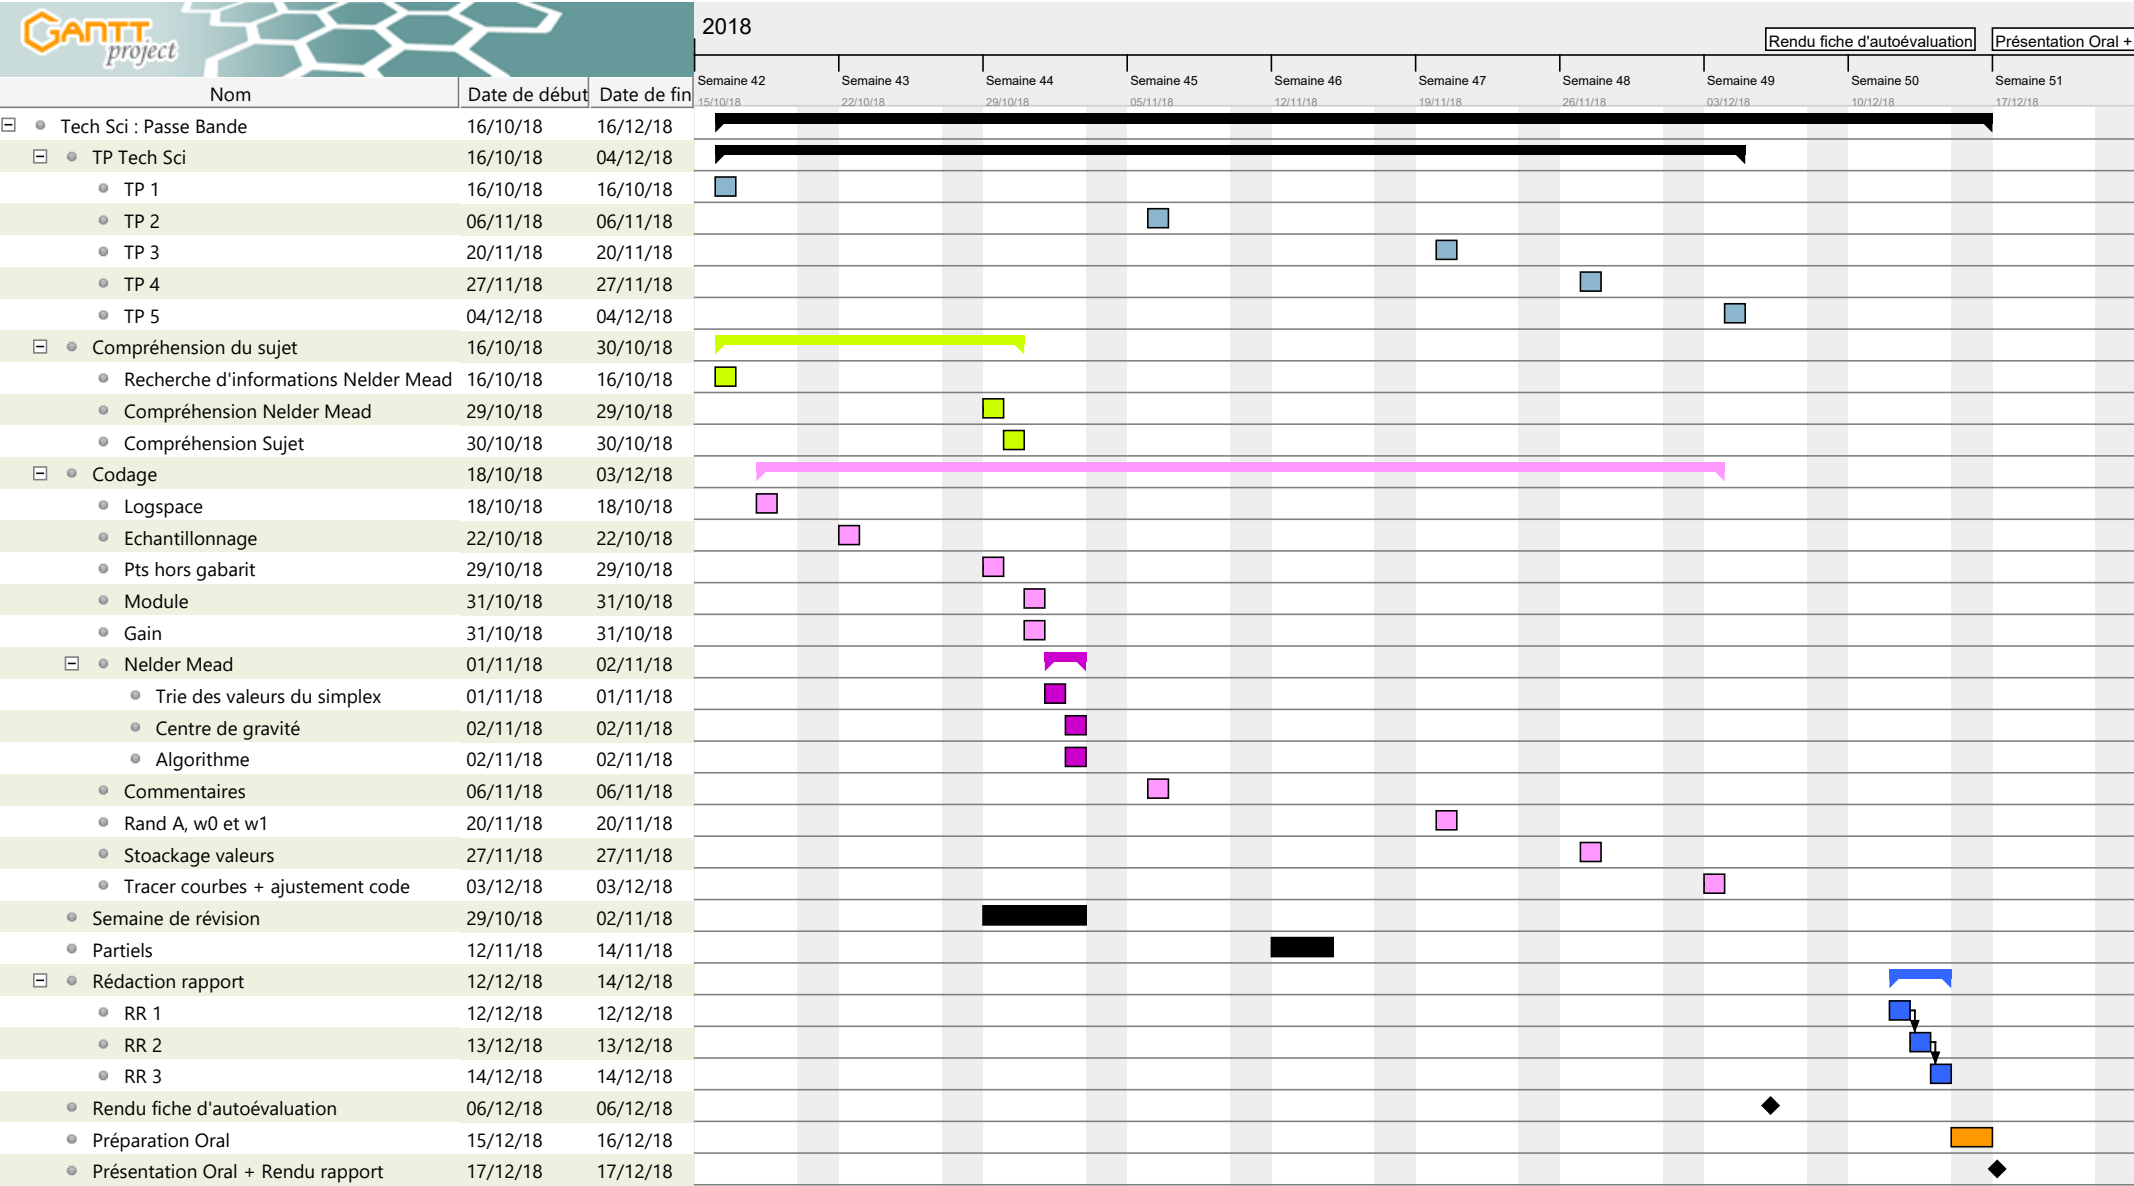 GANTT
project
2018
Rendu fiche d'autoévaluation Présentation Oral +
Semaine 42 Semaine 43 Semaine 44 Semaine 45 Semaine 46 Semaine 47 Semaine 48 Semaine 49 Semaine 50 Semaine 51
Nom Date de début Date de fin
15/10/18 22/10/18 29/10/18 05/11/18 12/11/18 19/11/18 26/11/18 03/12/18 10/12/18 17/12/18
Tech Sci : Passe Bande 16/10/18 16/12/18
TP Tech Sci 16/10/18 04/12/18
TP 1 16/10/18 16/10/18
TP 2 06/11/18 06/11/18
TP 3 20/11/18 20/11/18
TP 4 27/11/18 27/11/18
TP 5 04/12/18 04/12/18
Compréhension du sujet 16/10/18 30/10/18
Recherche d'informations Nelder Mead 16/10/18 16/10/18
Compréhension Nelder Mead 29/10/18 29/10/18
Compréhension Sujet 30/10/18 30/10/18
Codage 18/10/18 03/12/18
Logspace 18/10/18 18/10/18
Echantillonnage 22/10/18 22/10/18
Pts hors gabarit 29/10/18 29/10/18
Module 31/10/18 31/10/18
Gain 31/10/18 31/10/18
Nelder Mead 01/11/18 02/11/18
Trie des valeurs du simplex 01/11/18 01/11/18
Centre de gravité 02/11/18 02/11/18
Algorithme 02/11/18 02/11/18
Commentaires 06/11/18 06/11/18
Rand A, w0 et w1 20/11/18 20/11/18
Stoackage valeurs 27/11/18 27/11/18
Tracer courbes + ajustement code 03/12/18 03/12/18
Semaine de révision 29/10/18 02/11/18
Partiels 12/11/18 14/11/18
Rédaction rapport 12/12/18 14/12/18
RR 1 12/12/18 12/12/18
RR 2 13/12/18 13/12/18
RR 3 14/12/18 14/12/18
Rendu fiche d'autoévaluation 06/12/18 06/12/18
Préparation Oral 15/12/18 16/12/18
Présentation Oral + Rendu rapport 17/12/18 17/12/18